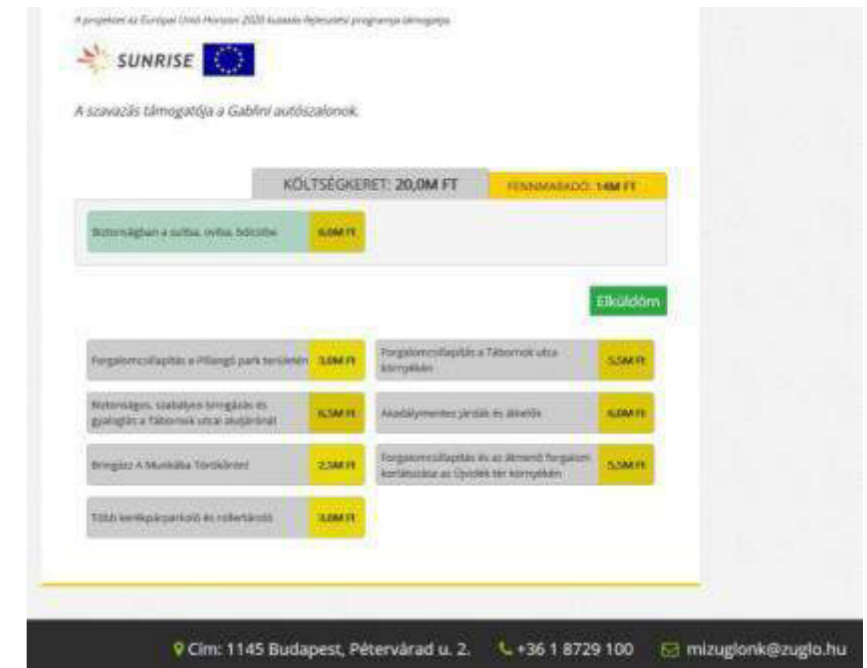 A projektet az Európai Unió Horizon 2020 kutatás-fejlesztési programja támogatja.
SUNRISE
A szavazás támogatója a Gablini autószalonok.
KÖLTSÉGKERET: 20,0M FT
FENNMARADÓ: 14M FT
Biztonságban a suliba, oviba, bölcsibe 6,0M Ft
Elküldöm
Forgalomcsillapítás a Pillangó park területén 3,0M Ft
Forgalomcsillapítás a Tábornok utca
környékén 5,5M Ft
Biztonságos, szabályos bringázás és
gyaloglás a Tábornok utcai aluljárónál 6,5M Ft
Akadálymentes járdák és átkelők 6,0M Ft
Bringázz A Munkába Törökőrön! 2,5M Ft
Forgalomcsillapítás és az átmenő forgalom
korlátozása az Újvidék tér környékén 5,5M Ft
Több kerékpárparkoló és rollertároló 3,0M Ft
Cím: 1145 Budapest, Pétervárad u. 2.
+36 1 8729 100
mizuglonk@zuglo.hu